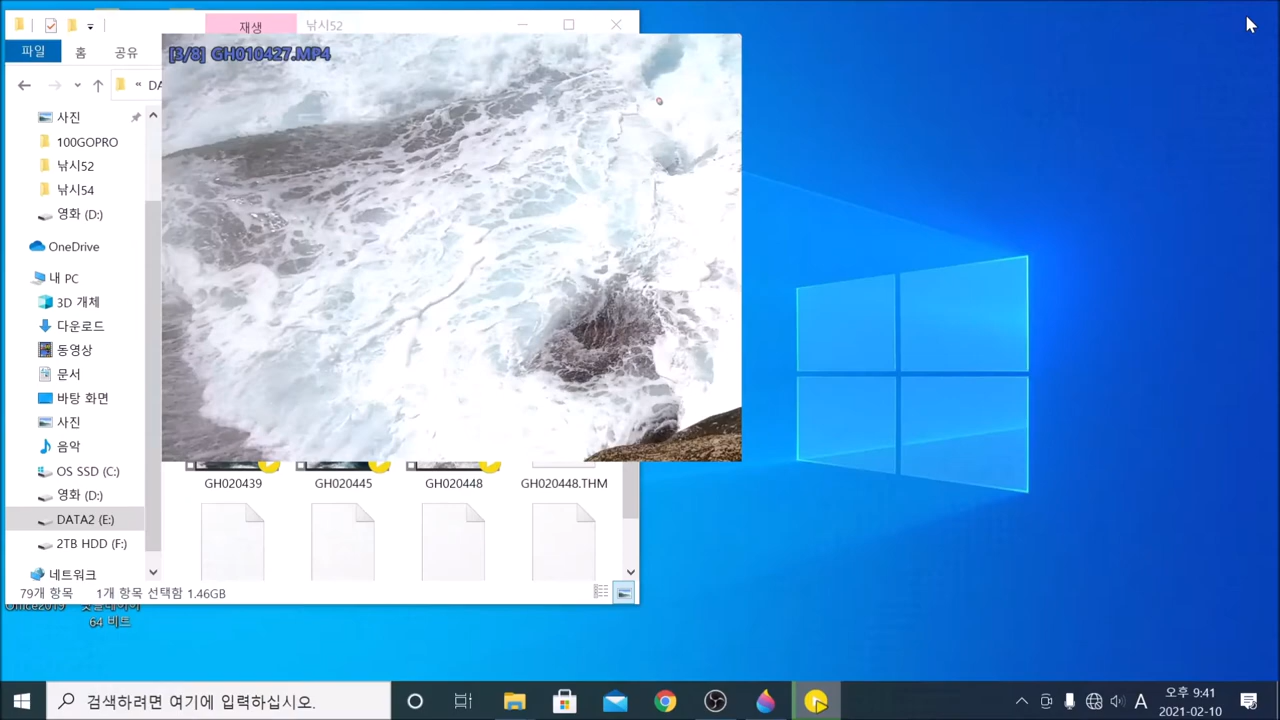 재생
낚시52
파일
홈
공유
[3/8] GH010427.MP4
« DA
사진
100GOPRO
낚시52
낚시54
영화 (D:)
OneDrive
내 PC
3D 개체
다운로드
동영상
문서
바탕 화면
사진
음악
OS SSD (C:)
영화 (D:)
DATA2 (E:)
2TB HDD (F:)
네트워크
GH020439
GH020445
GH020448
GH020448.THM
79개 항목
1개 항목 선택함 1.46GB
64 비트
검색하려면 여기에 입력하십시오.
A
오후 9:41
2021-02-10